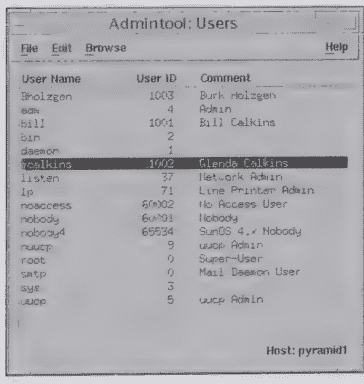 Admintool: Users
File Edit Browse Help
User Name User ID Comment
Bholzgen 1003 Burk Holzgen
adm 4 Admin
bill 1001 Bill Calkins
bin 2
daemon 1
gcalkins 1002 Glenda Calkins
listen 37 Network Admin
lp 71 Line Printer Admin
noaccess 60002 No Access User
nobody 60001 Nobody
nobody4 65534 SunOS 4.x Nobody
nuucp 9 uucp Admin
root 0 Super-User
smtp 0 Mail Daemon User
sys 3
uucp 5 uucp Admin
Host: pyramid1